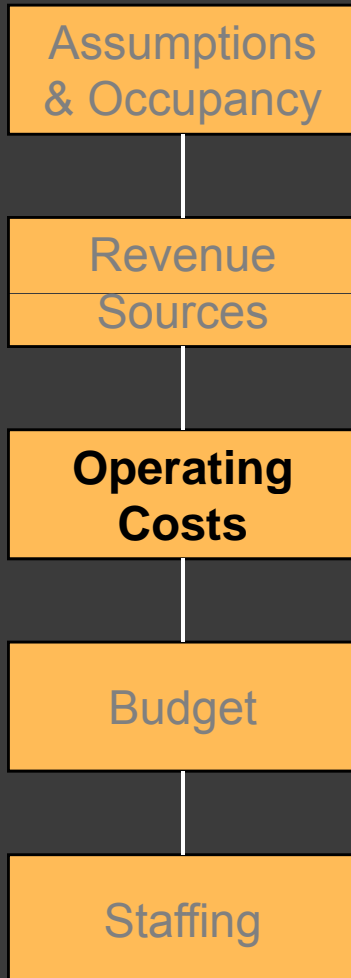 Assumptions
& Occupancy
Revenue
Sources
Operating
Costs
Budget
Staffing